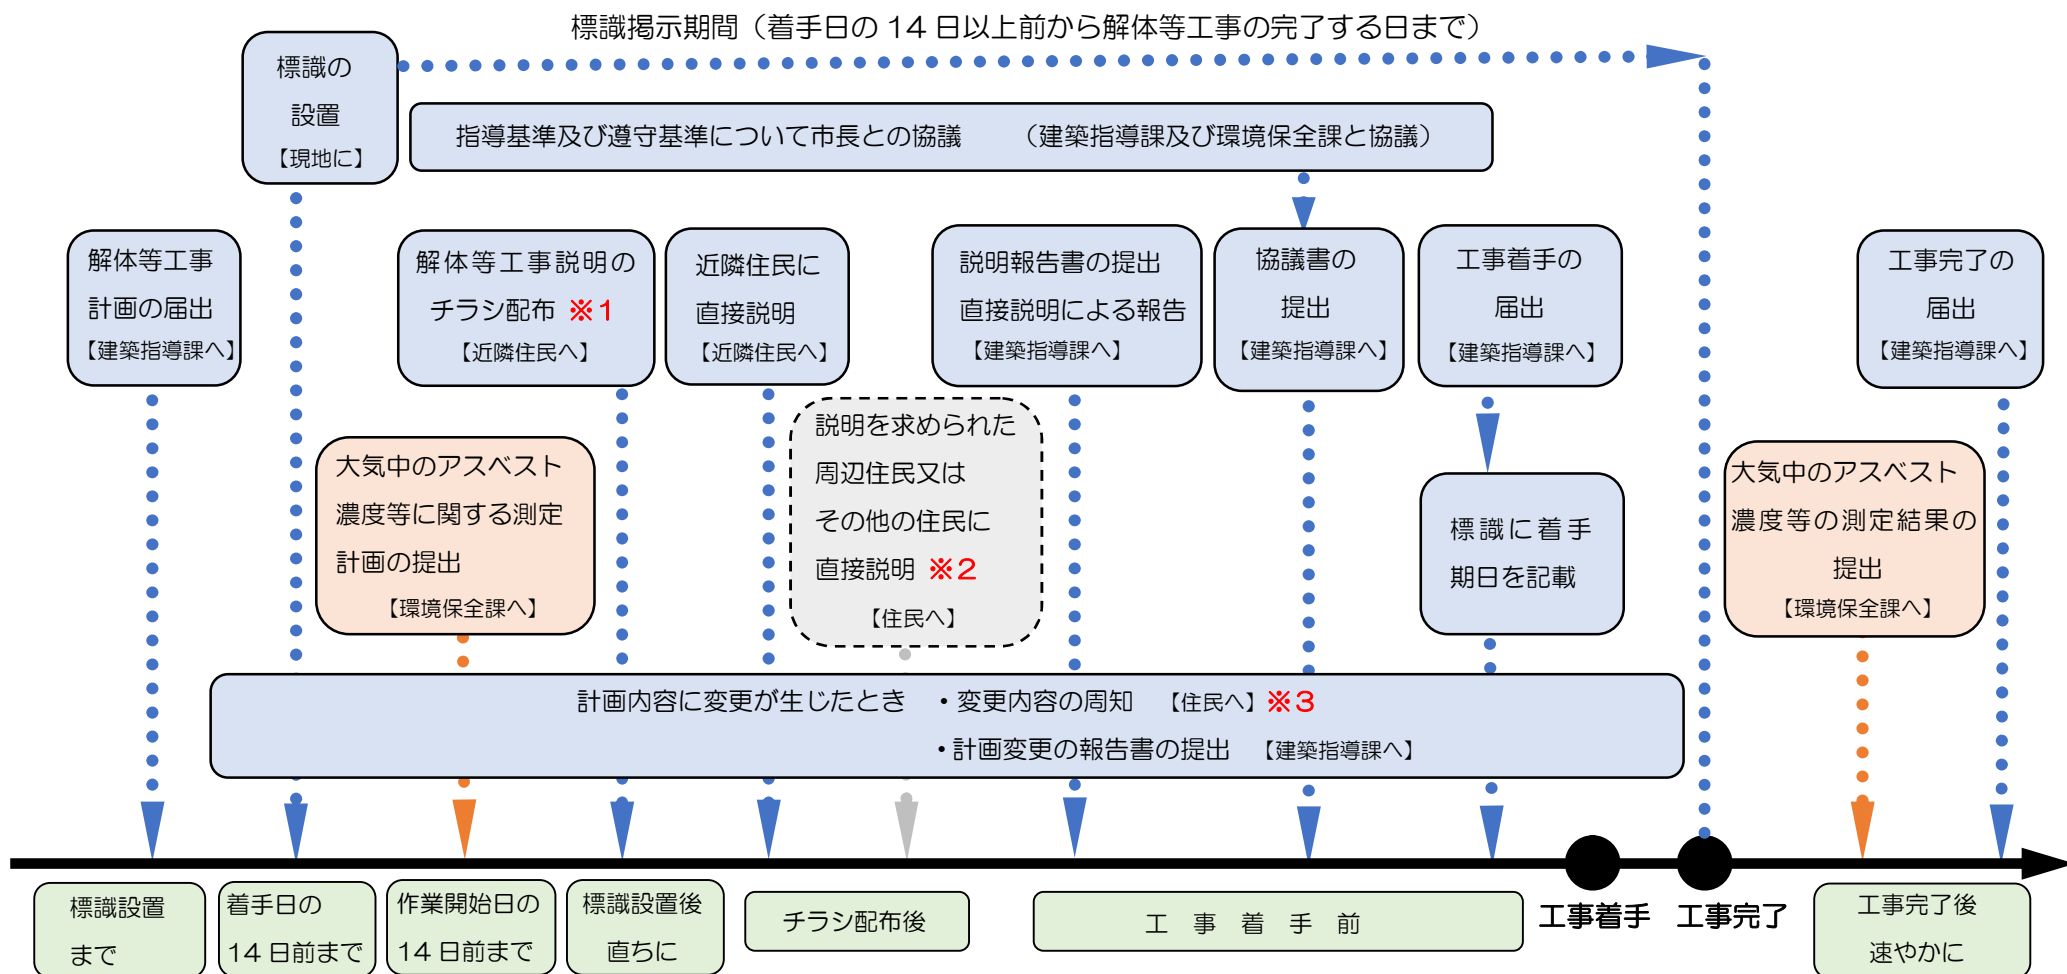 標識掲示期間（着手日の 14 日以上前から解体等工事の完了する日まで）
標識の
設置
【現地に】
指導基準及び遵守基準について市長との協議　（建築指導課及び環境保全課と協議）
解体等工事
計画の届出
【建築指導課へ】
解体等工事説明の
チラシ配布 ※１
【近隣住民へ】
近隣住民に
直接説明
【近隣住民へ】
説明報告書の提出
直接説明による報告
【建築指導課へ】
協議書の
提出
【建築指導課へ】
工事着手の
届出
【建築指導課へ】
工事完了の
届出
【建築指導課へ】
大気中のアスベスト
濃度等に関する測定
計画の提出
【環境保全課へ】
説明を求められた
周辺住民又は
その他の住民に
直接説明 ※２
【住民へ】
標識に着手
期日を記載
大気中のアスベスト
濃度等の測定結果の
提出
【環境保全課へ】
計画内容に変更が生じたとき　・変更内容の周知　【住民へ】※３
・計画変更の報告書の提出　【建築指導課へ】
標識設置
まで
着手日の
14 日前まで
作業開始日の
14 日前まで
標識設置後
直ちに
チラシ配布後
工　事　着　手　前
工事着手
工事完了
工事完了後
速やかに